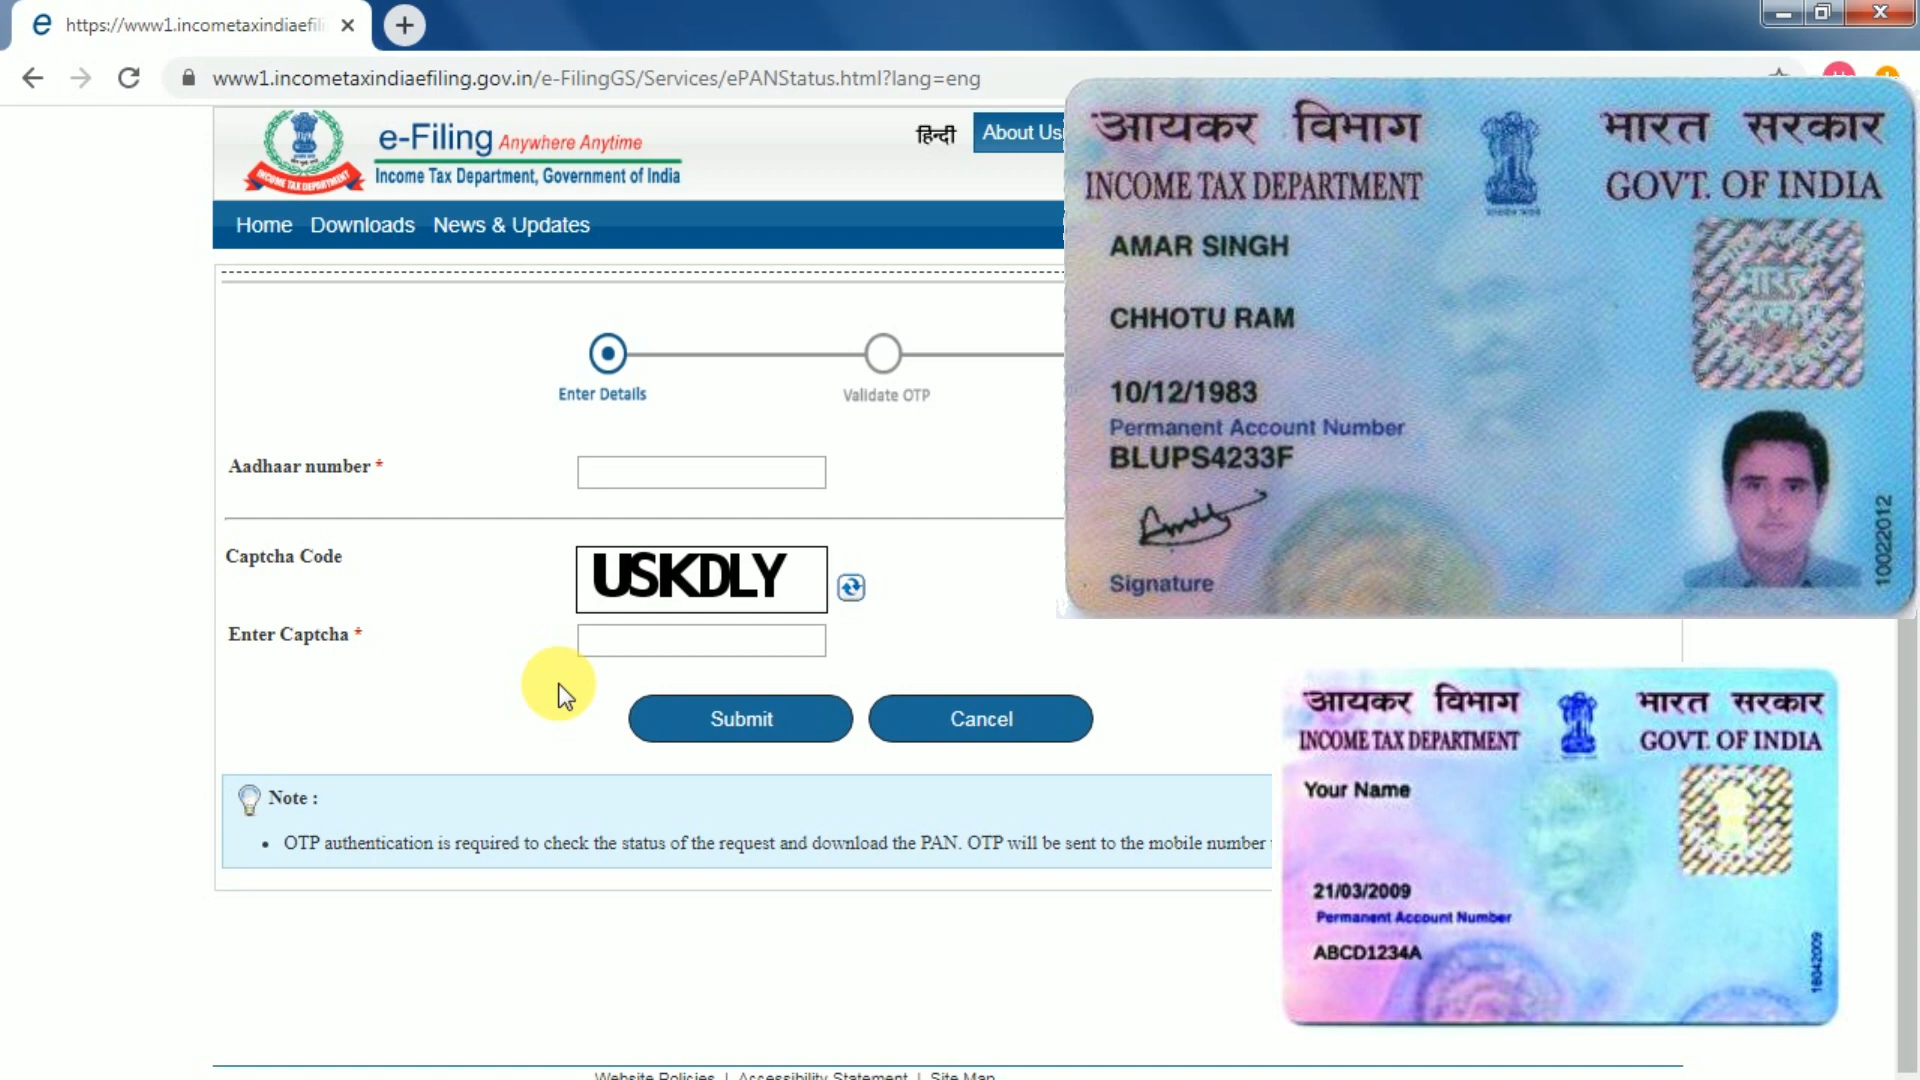 https://www1.incometaxindiaefili
www1.incometaxindiaefiling.gov.in/e-FilingGS/Services/ePANStatus.html?lang=eng
e-Filing Anywhere Anytime
Income Tax Department, Government of India
INCOME TAX DEPARTMENT
हिन्दी
About Us
Home Downloads News & Updates
Enter Details
Validate OTP
Aadhaar number *
Captcha Code
USKDLY
Enter Captcha *
Submit
Cancel
Note :
• OTP authentication is required to check the status of the request and download the PAN. OTP will be sent to the mobile number
Website Policies | Accessibility Statement | Site Map
आयकर विभाग
भारत सरकार
INCOME TAX DEPARTMENT
GOVT. OF INDIA
AMAR SINGH
CHHOTU RAM
10/12/1983
Permanent Account Number
BLUPS4233F
Signature
10022012
आयकर विभाग
भारत सरकार
INCOME TAX DEPARTMENT
GOVT. OF INDIA
Your Name
21/03/2009
Permanent Account Number
ABCD1234A
18042009